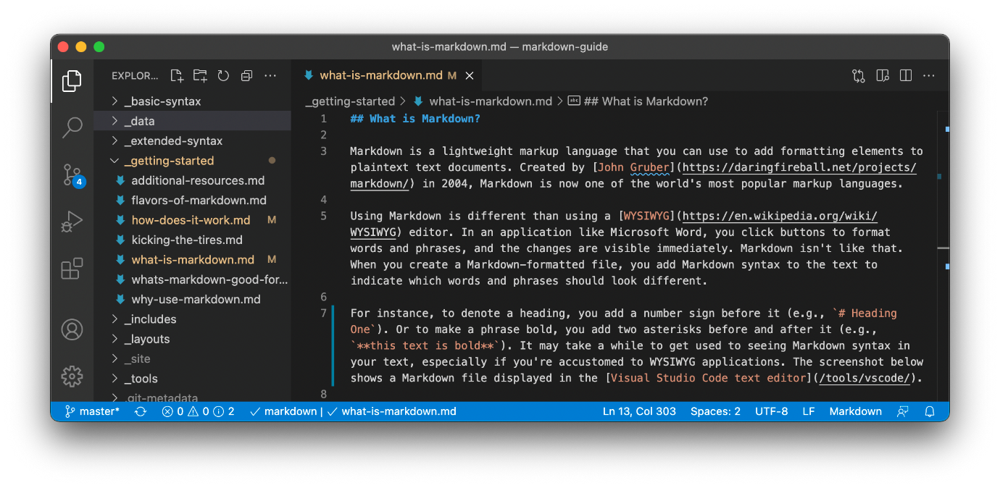 what-is-markdown.md — markdown-guide
EXPLOR...
_basic-syntax
_data
_extended-syntax
_getting-started
additional-resources.md
flavors-of-markdown.md
how-does-it-work.md M
kicking-the-tires.md
what-is-markdown.md M
whats-markdown-good-for...
why-use-markdown.md
_includes
_layouts
_site
_tools
.git-metadata
4
what-is-markdown.md M
_getting-started > what-is-markdown.md > ## What is Markdown?
1 ## What is Markdown?
2
3 Markdown is a lightweight markup language that you can use to add formatting elements to
plaintext text documents. Created by [John Gruber](https://daringfireball.net/projects/
markdown/) in 2004, Markdown is now one of the world's most popular markup languages.
4
5 Using Markdown is different than using a [WYSIWYG](https://en.wikipedia.org/wiki/
WYSIWYG) editor. In an application like Microsoft Word, you click buttons to format
words and phrases, and the changes are visible immediately. Markdown isn't like that.
When you create a Markdown-formatted file, you add Markdown syntax to the text to
indicate which words and phrases should look different.
6
7 For instance, to denote a heading, you add a number sign before it (e.g., `# Heading
One`). Or to make a phrase bold, you add two asterisks before and after it (e.g.,
`**this text is bold**`). It may take a while to get used to seeing Markdown syntax in
your text, especially if you're accustomed to WYSIWYG applications. The screenshot below
shows a Markdown file displayed in the [Visual Studio Code text editor](/tools/vscode/).
8
master* 0 0 2 markdown | what-is-markdown.md Ln 13, Col 303 Spaces: 2 UTF-8 LF Markdown